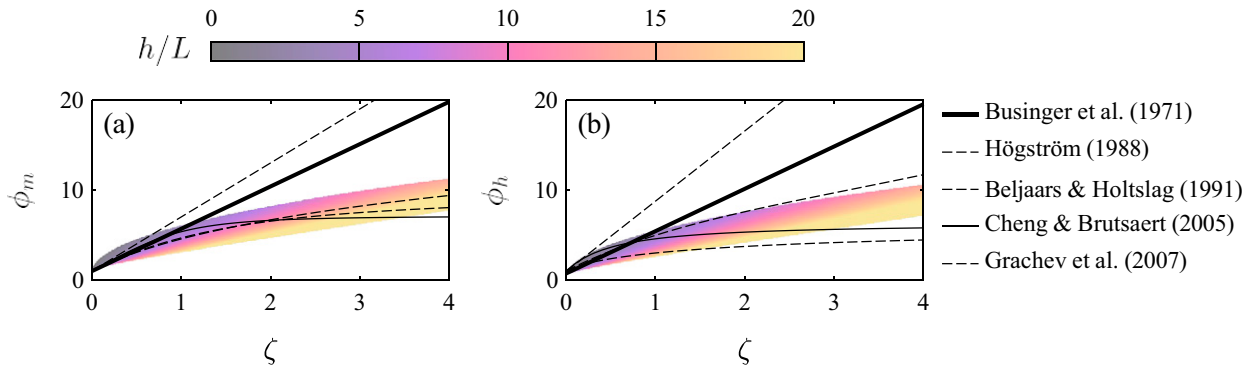 0 5 10 15 20
h/L
20 (a) 10 0
ϕm
0 1 2 3 4
ζ
20 (b) 10 0
ϕh
0 1 2 3 4
ζ
Businger et al. (1971)
Högström (1988)
Beljaars & Holtslag (1991)
Cheng & Brutsaert (2005)
Grachev et al. (2007)